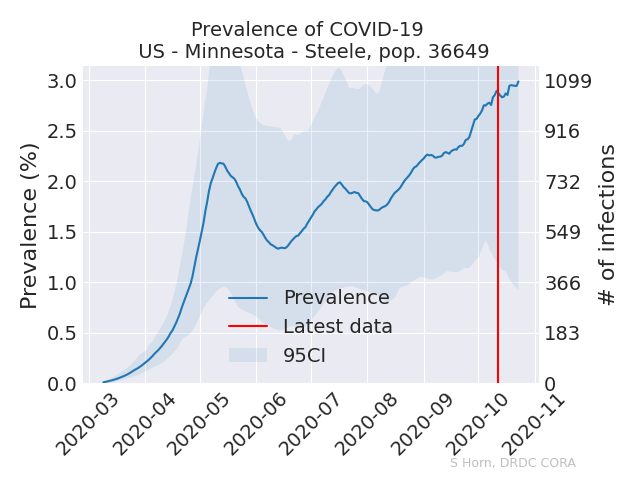 Prevalence of COVID-19
US - Minnesota - Steele, pop. 36649
Prevalence (%)
3.0
2.5
2.0
1.5
1.0
0.5
0.0
1099
916
732
549
366
183
0
# of infections
Prevalence
Latest data
95CI
2020-03
2020-04
2020-05
2020-06
2020-07
2020-08
2020-09
2020-10
2020-11
S Horn, DRDC CORA